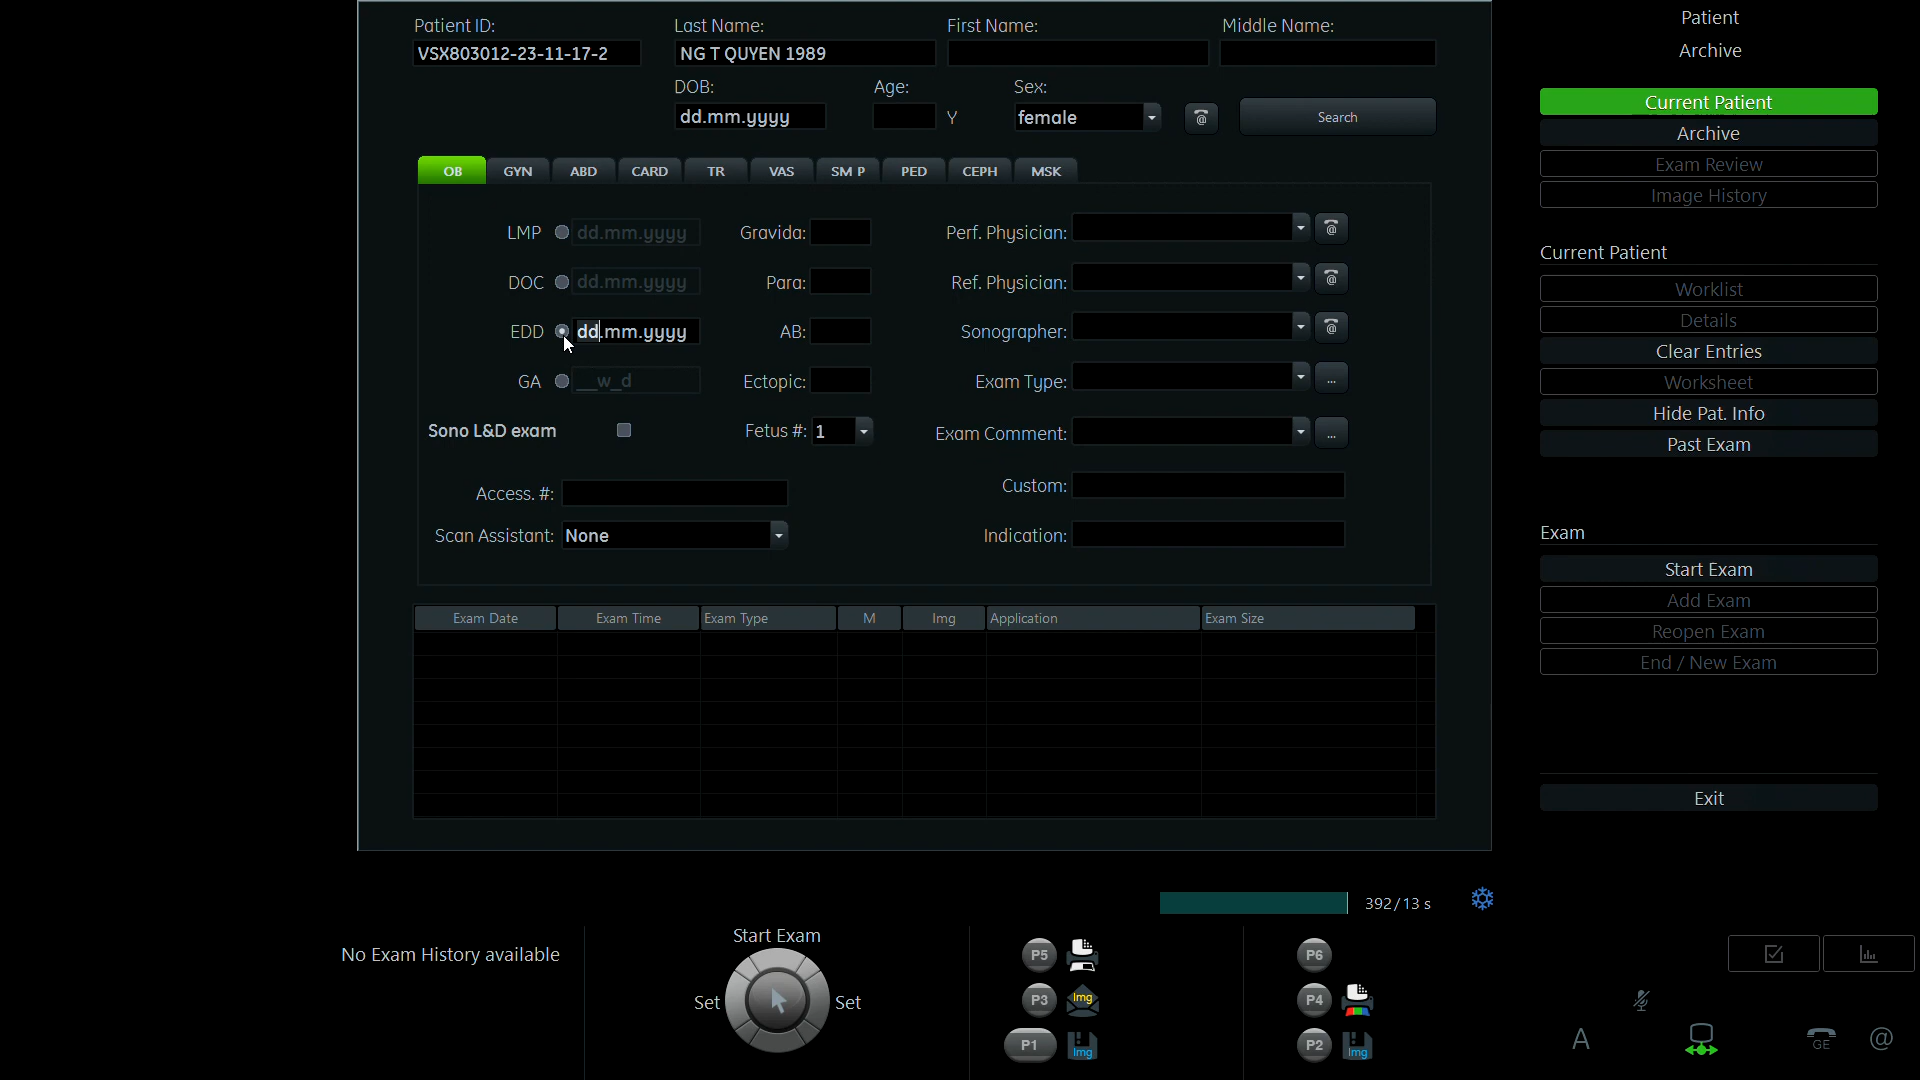 Patient ID: Last Name: First Name: Middle Name:
VSX803012-23-11-17-2 NG T QUYEN 1989
DOB: Age: Sex:
dd.mm.yyyy Y female @ Search
OB GYN ABD CARD TR VAS SM P PED CEPH MSK
LMP dd.mm.yyyy Gravida: Perf. Physician: @
DOC dd.mm.yyyy Para: Ref. Physician: @
EDD dd.mm.yyyy AB: Sonographer: @
GA __w_d Ectopic: Exam Type: ...
Sono L&D exam Fetus #: 1 Exam Comment: ...
Access. #: Custom:
Scan Assistant: None Indication:
Exam Date Exam Time Exam Type M Img Application Exam Size
Patient
Archive
Current Patient
Archive
Exam Review
Image History
Current Patient
Worklist
Details
Clear Entries
Worksheet
Hide Pat. Info
Past Exam
Exam
Start Exam
Add Exam
Reopen Exam
End / New Exam
Exit
392/13 s
No Exam History available
Start Exam
Set Set
P5 P6
P3 Img P4
P1 Img P2 Img
A GE @